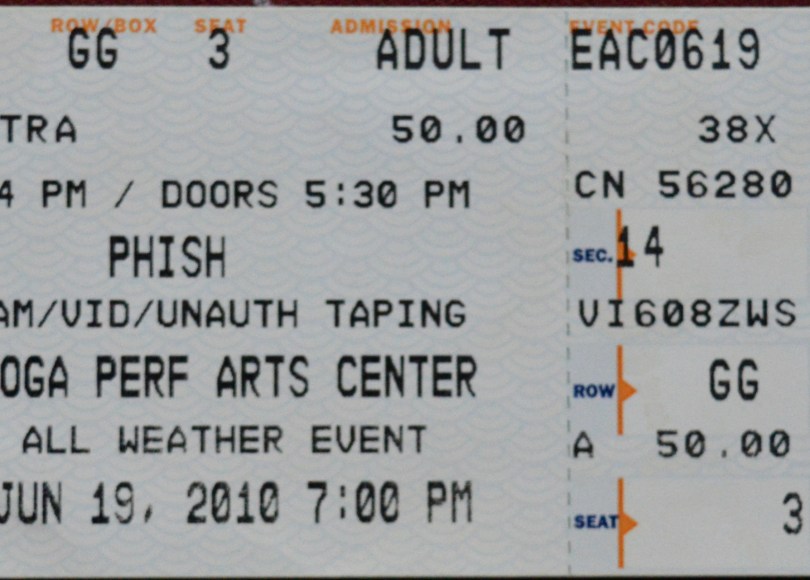 ROW/BOX SEAT ADMISSION EVENT CODE
GG 3 ADULT EAC0619
TRA 50.00 38X
4 PM / DOORS 5:30 PM CN 56280
PHISH SEC. 14
AM/VID/UNAUTH TAPING VI608ZWS
OGA PERF ARTS CENTER ROW GG
ALL WEATHER EVENT A 50.00
JUN 19, 2010 7:00 PM SEAT 3